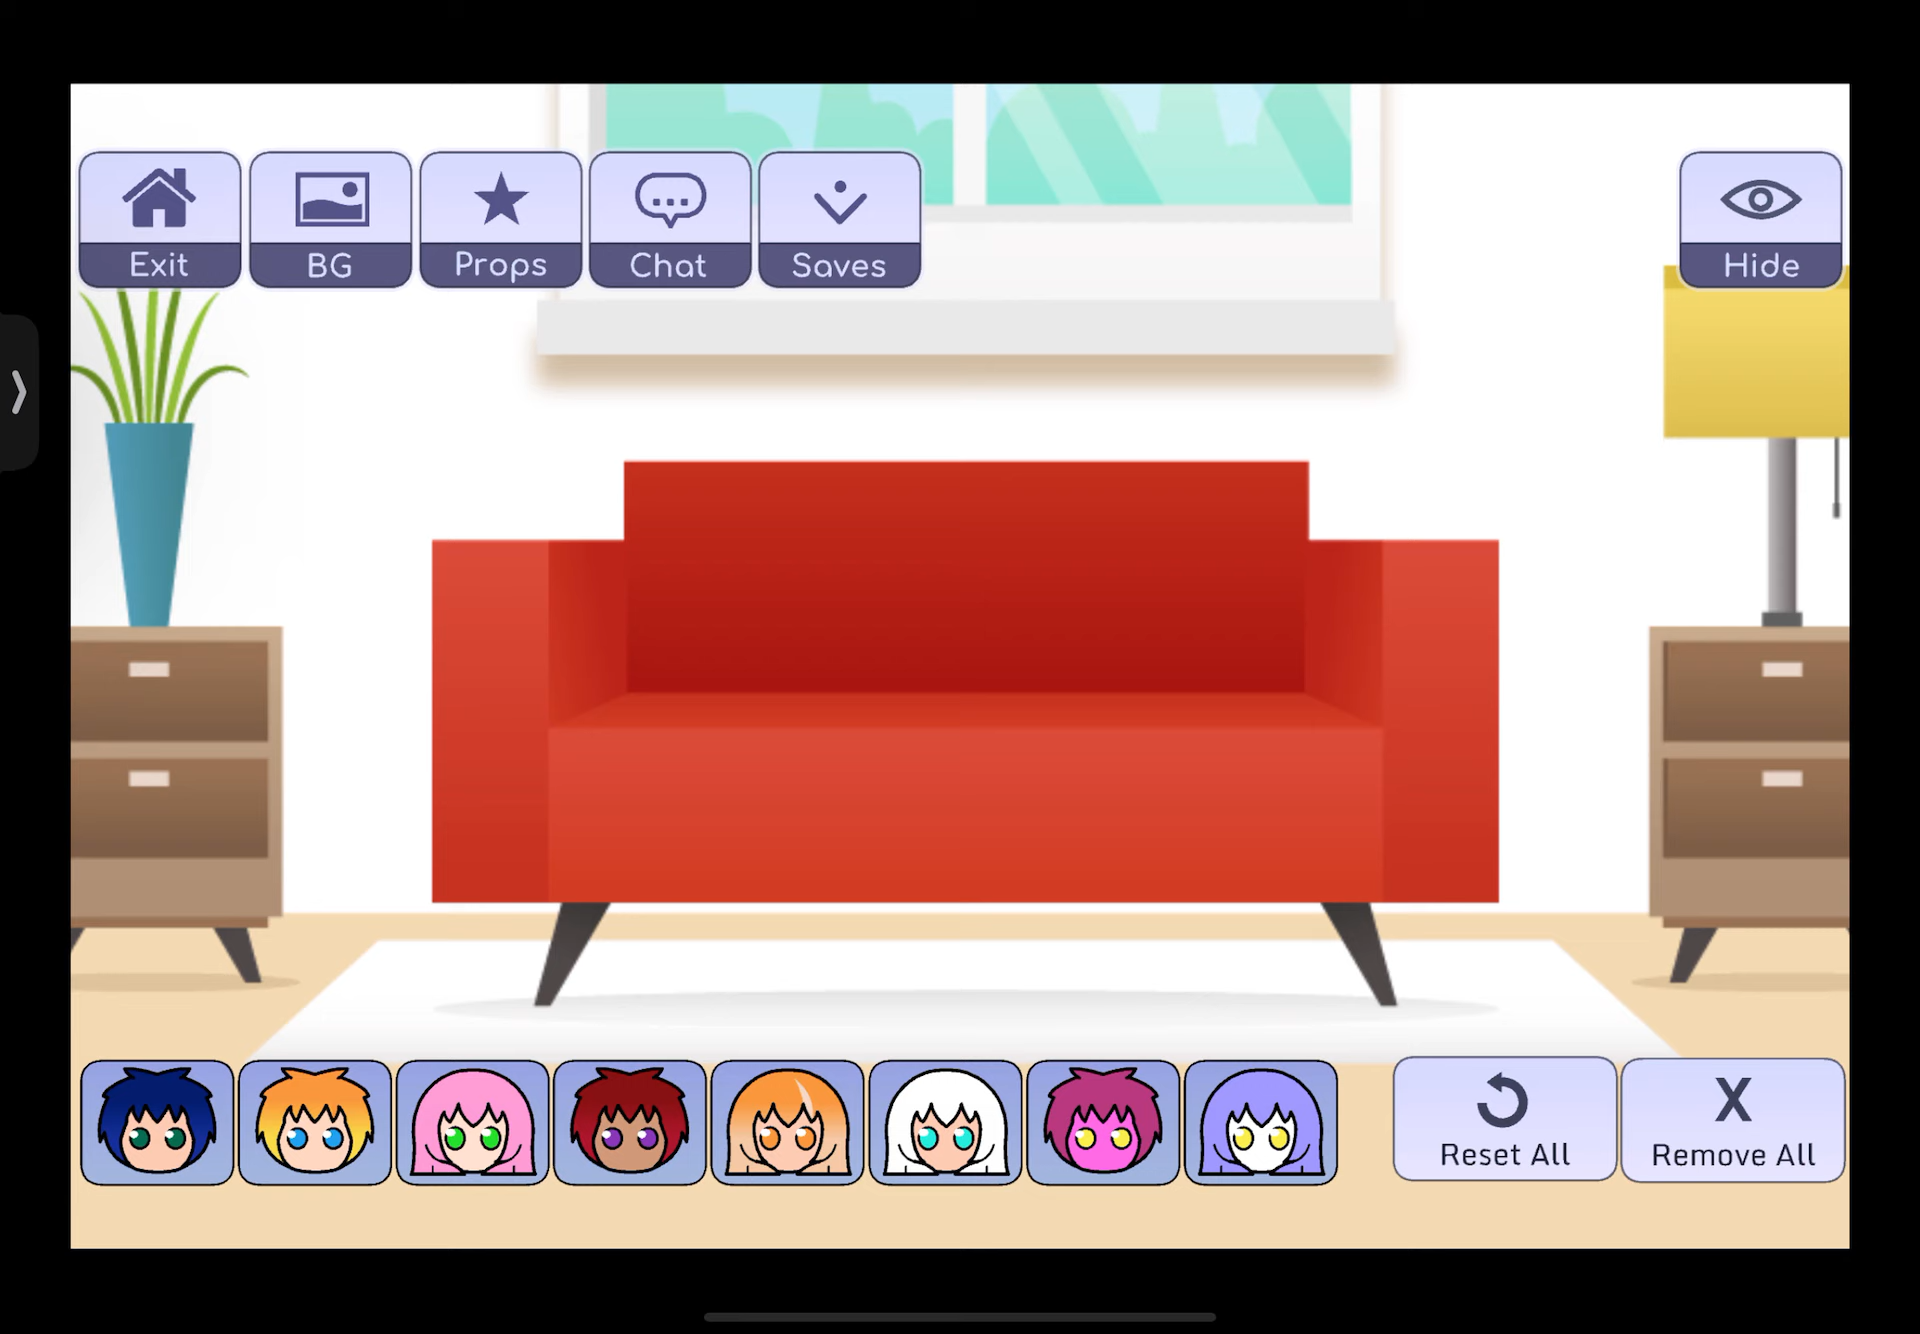 Exit
BG
Props
Chat
Saves
Hide
Reset All
X
Remove All